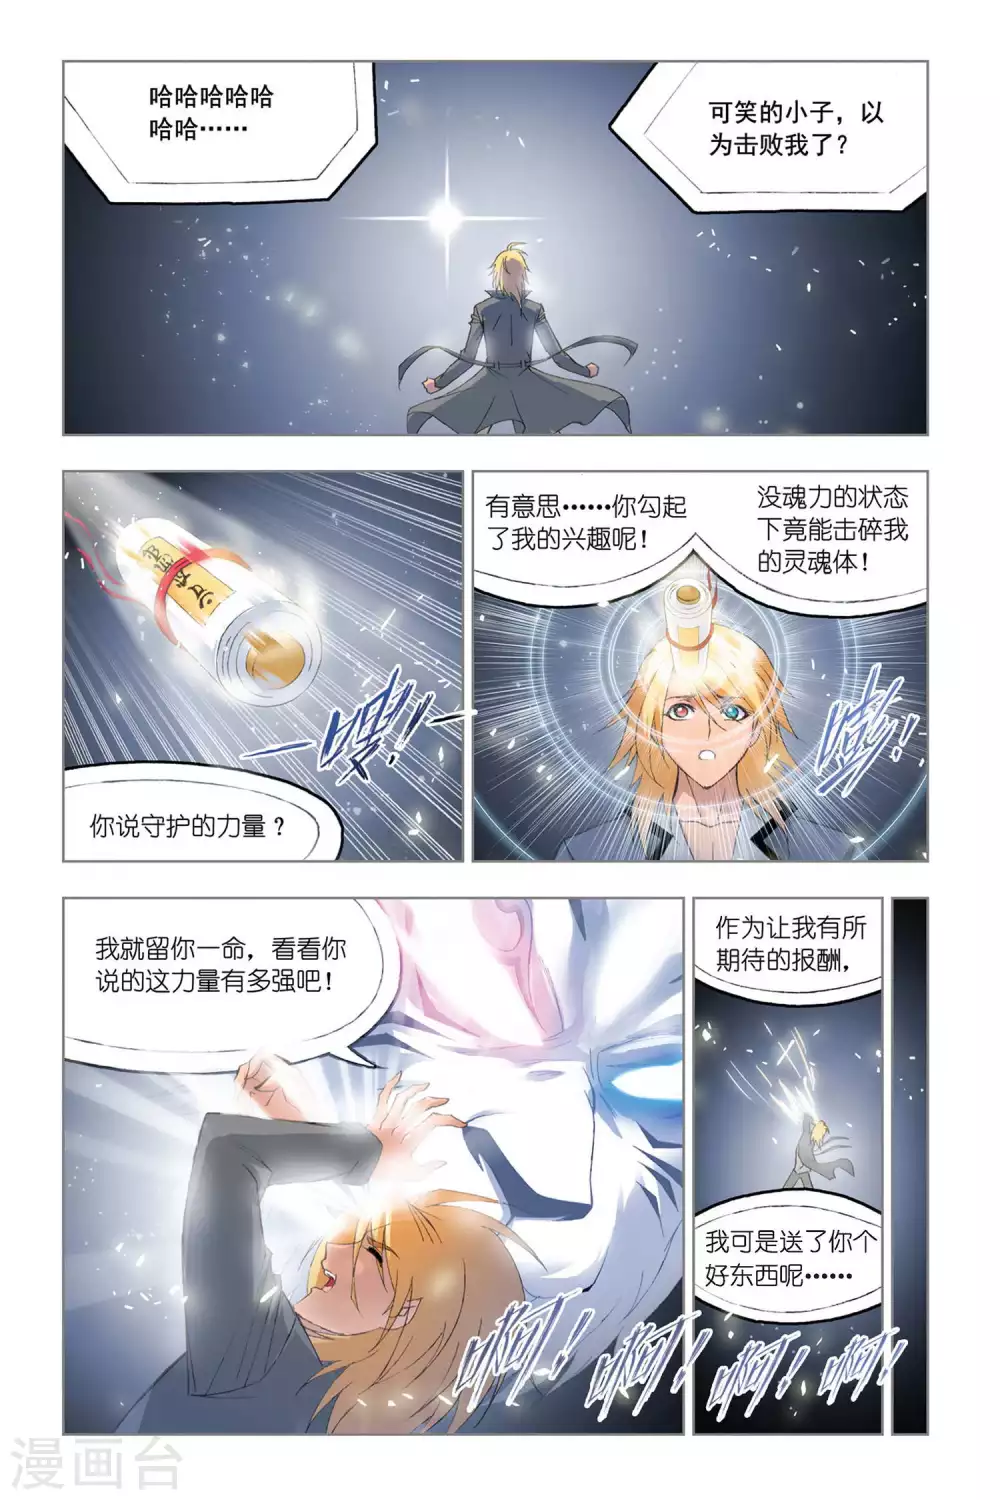 哈哈哈哈哈
哈哈……
可笑的小子，以
为击败我了？
一嗖！一
你说守护的力量？
没魂力的状态
下竟能击碎我
的灵魂体！
有意思……你勾起
了我的兴趣呢！
嘭！
我就留你一命，看看你
说的这力量有多强吧！
作为让我有所
期待的报酬，
我可是送了你个
好东西呢……
啊！啊！啊！啊！
漫画台